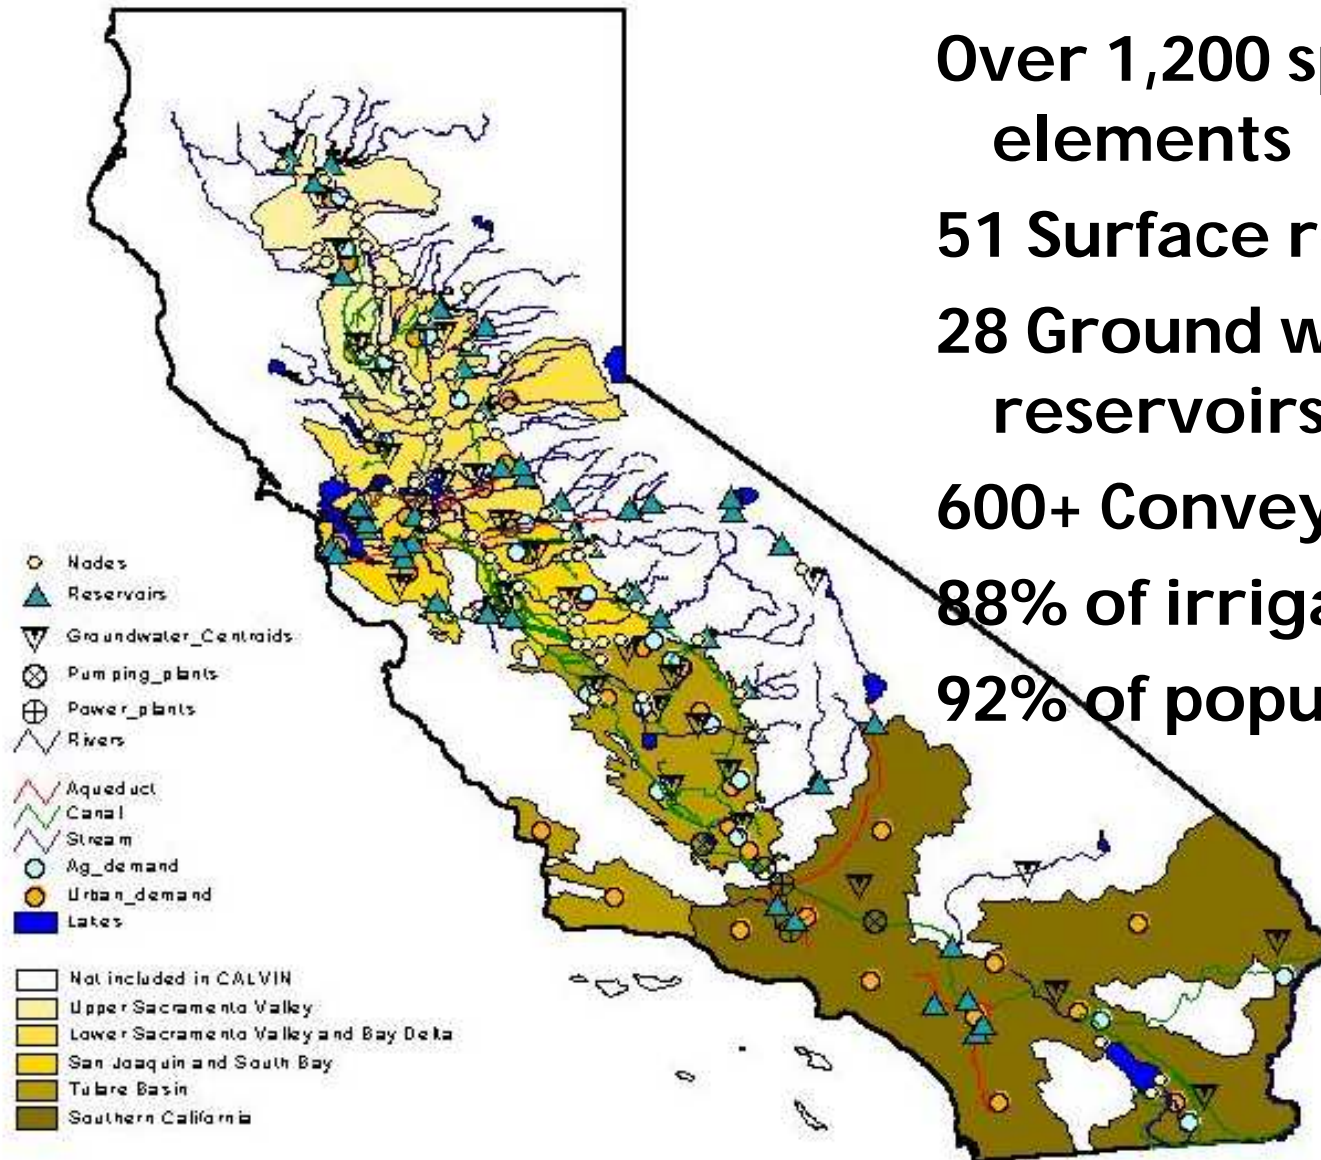 Over 1,200 sp
elements
51 Surface r
28 Ground w
reservoirs
600+ Convey
88% of irriga
92% of popu
Nodes
Reservoirs
Groundwater_Centroids
Pumping_plants
Power_plants
Rivers
Aqueduct
Canal
Stream
Ag_demand
Urban_demand
Lakes
Not included in CALVIN
Upper Sacramento Valley
Lower Sacramento Valley and Bay Delta
San Joaquin and South Bay
Tulare Basin
Southern California